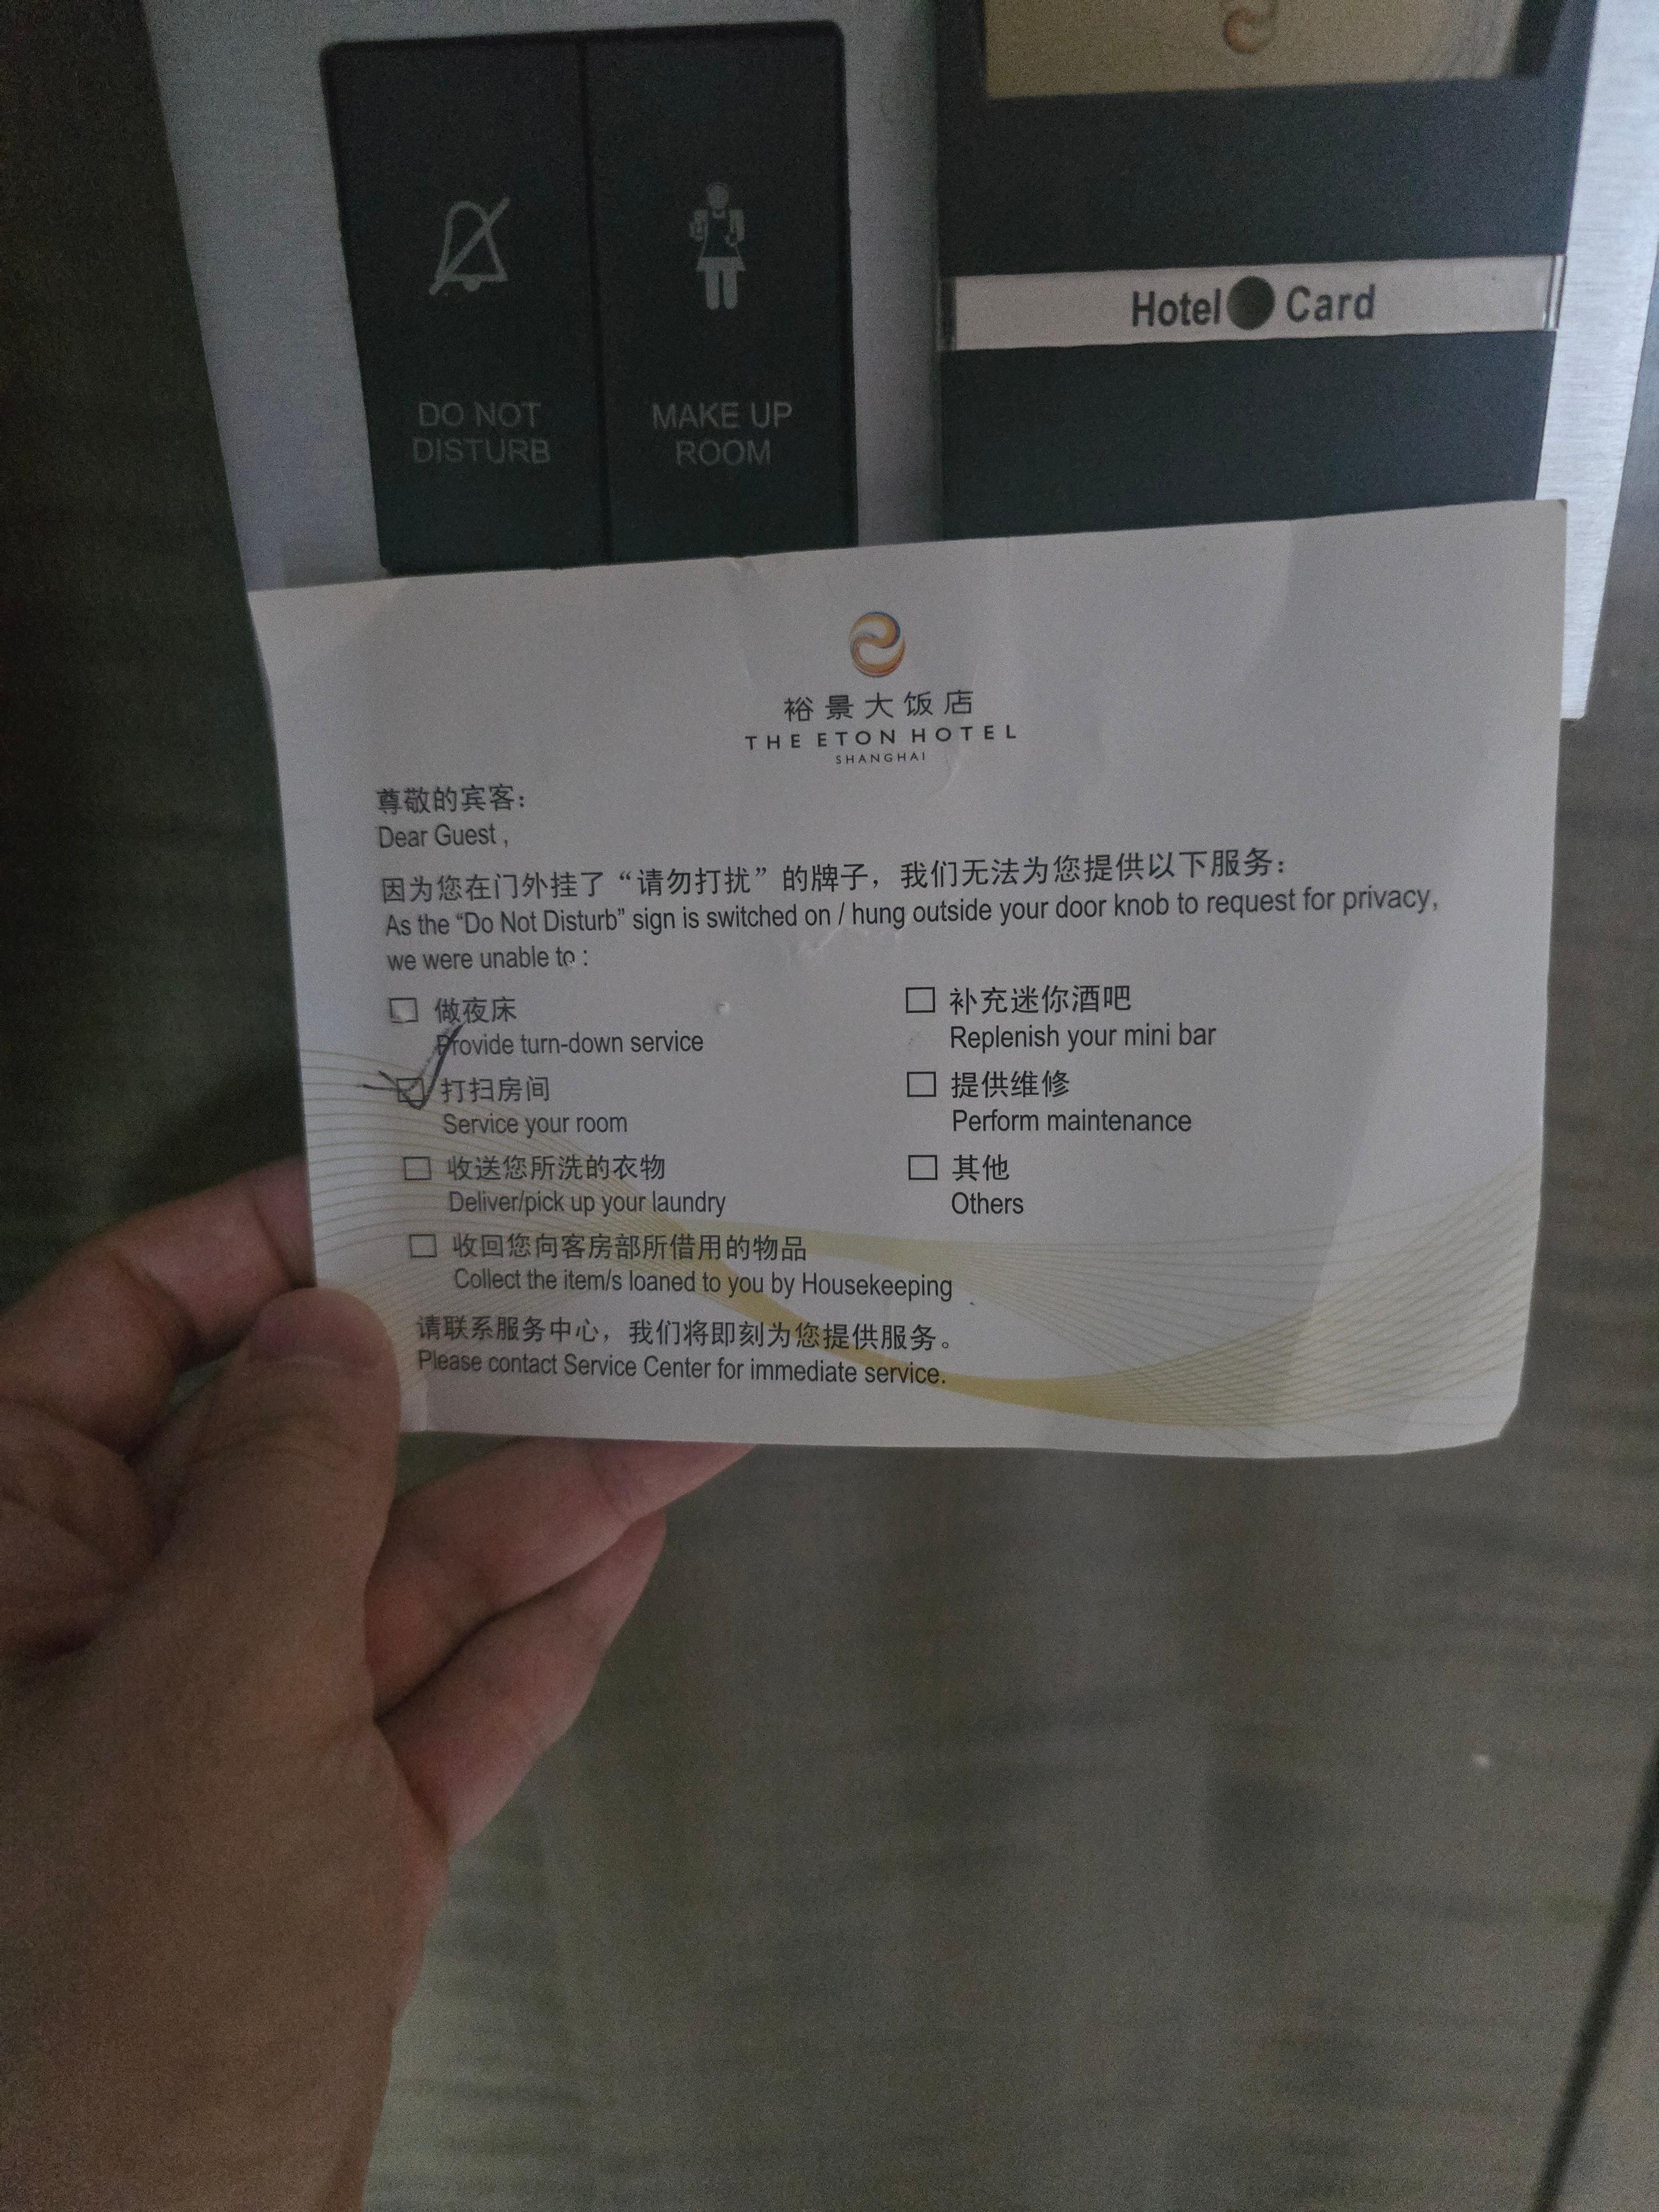 DO NOT
DISTURB
MAKE UP
ROOM
Hotel Card
裕景大饭店
THE ETON HOTEL
SHANGHAI
尊敬的宾客：
Dear Guest ,
因为您在门外挂了“请勿打扰”的牌子，我们无法为您提供以下服务：
As the “Do Not Disturb” sign is switched on / hung outside your door knob to request for privacy,
we were unable to :
做夜床
Provide turn-down service
打扫房间
Service your room
收送您所洗的衣物
Deliver/pick up your laundry
收回您向客房部所借用的物品
Collect the item/s loaned to you by Housekeeping
补充迷你酒吧
Replenish your mini bar
提供维修
Perform maintenance
其他
Others
请联系服务中心，我们将即刻为您提供服务。
Please contact Service Center for immediate service.